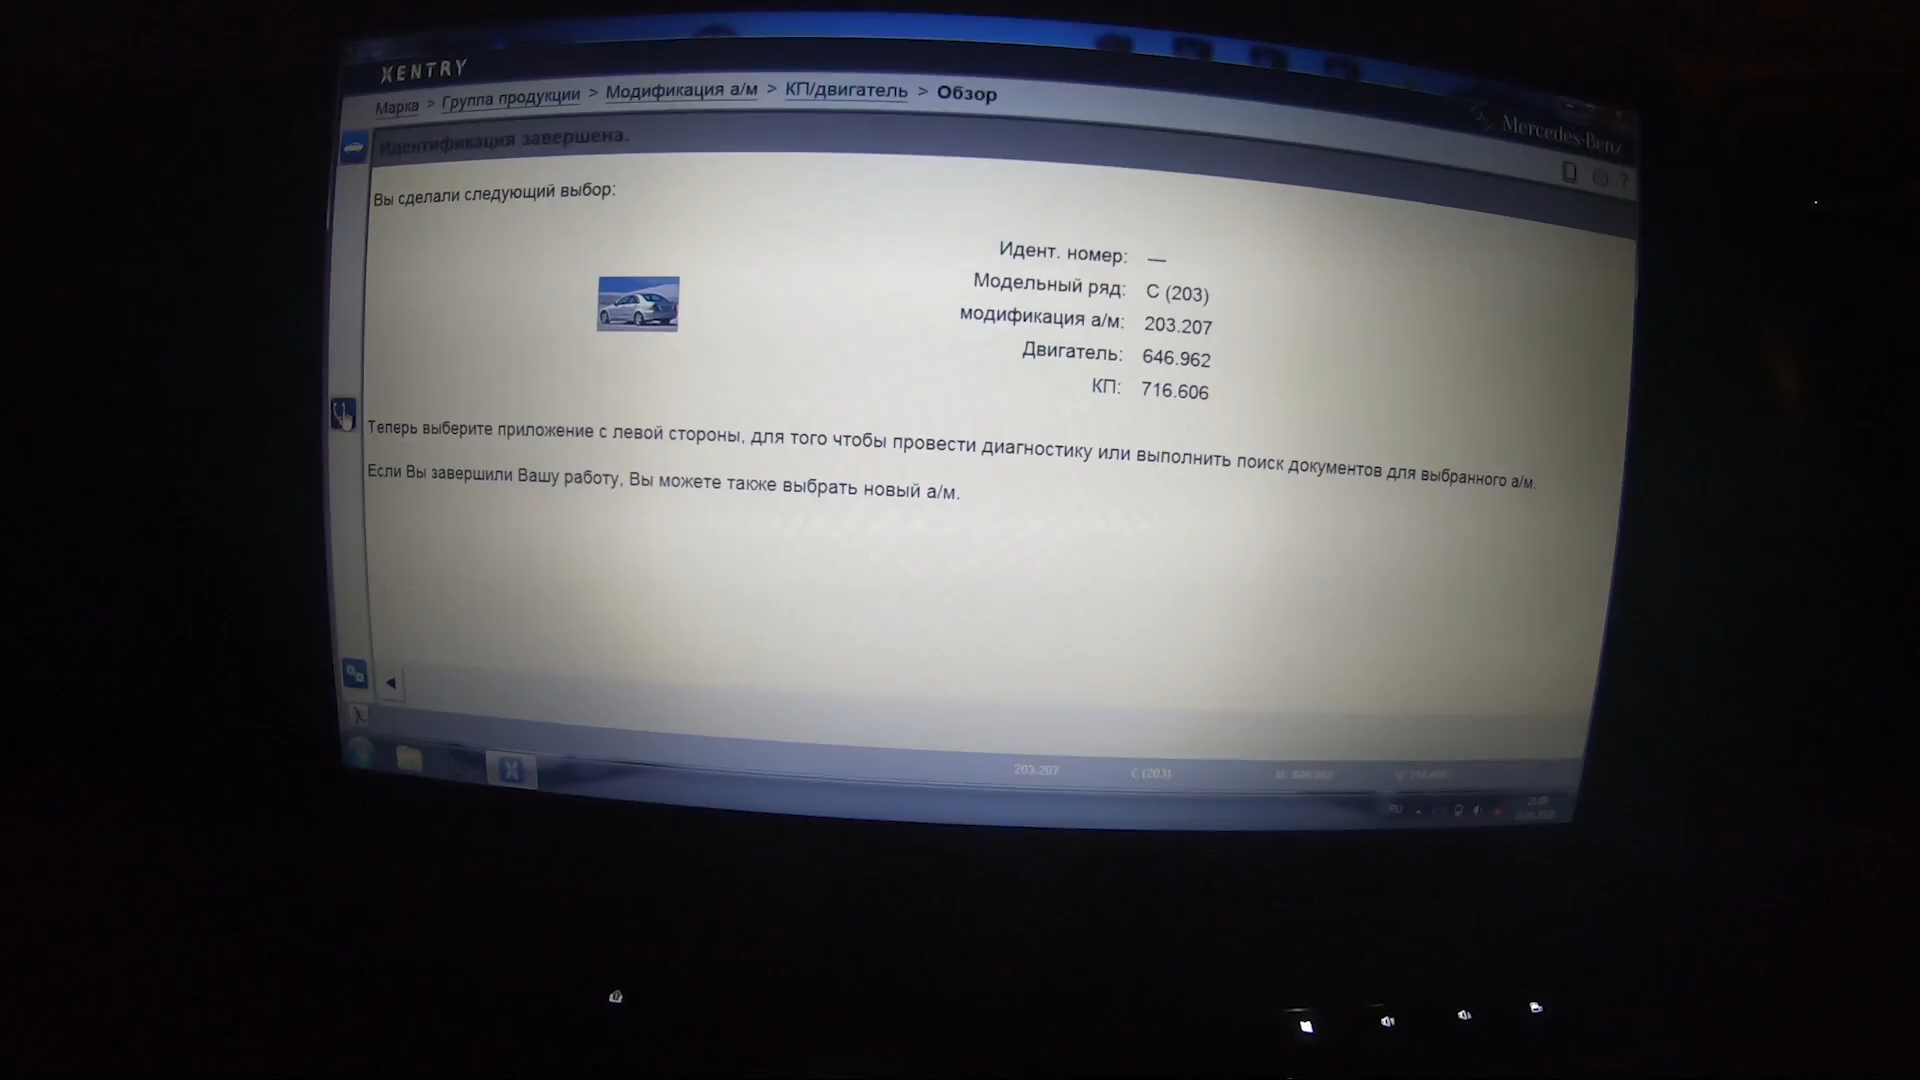 XENTRY
Марка > Группа продукции > Модификация а/м > КП/двигатель > Обзор
Mercedes-Benz
Идентификация завершена.
?
Вы сделали следующий выбор:
Идент. номер: —
Модельный ряд: C (203)
модификация а/м: 203.207
Двигатель: 646.962
КП: 716.606
Теперь выберите приложение с левой стороны, для того чтобы провести диагностику или выполнить поиск документов для выбранного а/м.
Если Вы завершили Вашу работу, Вы можете также выбрать новый а/м.
203.207 C (203)
RU